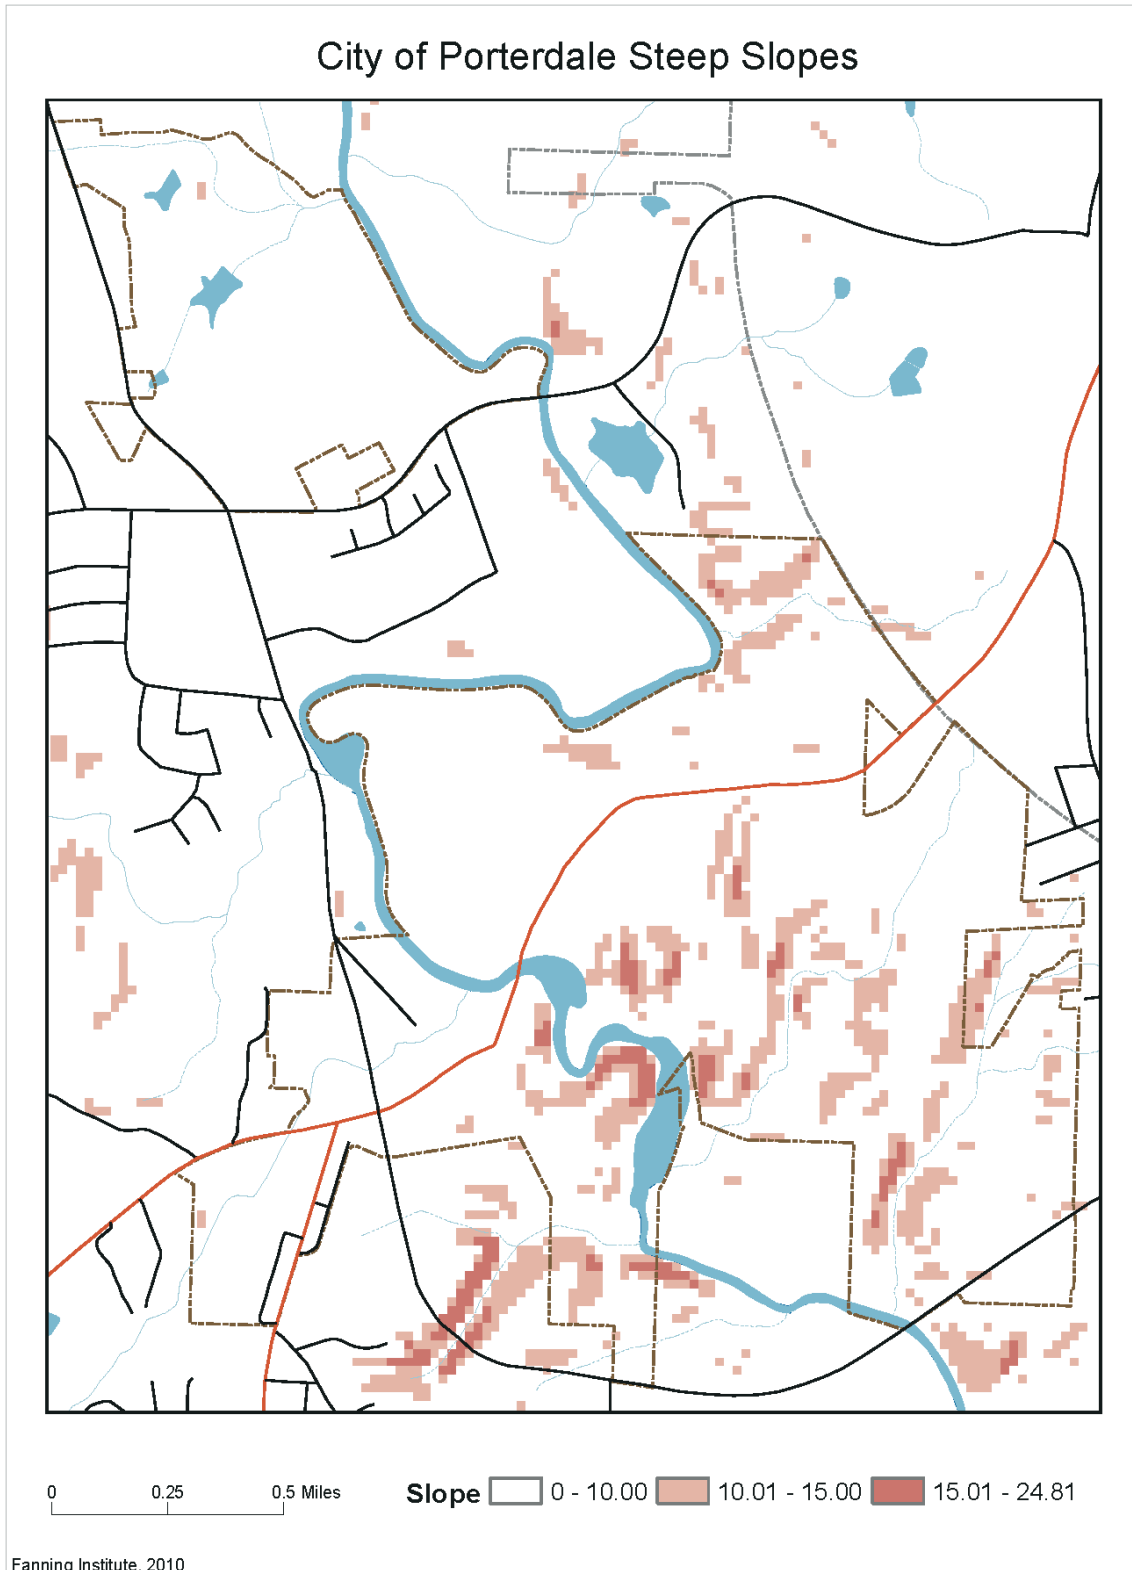 City of Porterdale Steep Slopes
0 0.25 0.5 Miles
Slope 0 - 10.00 10.01 - 15.00 15.01 - 24.81
Fanning Institute, 2010